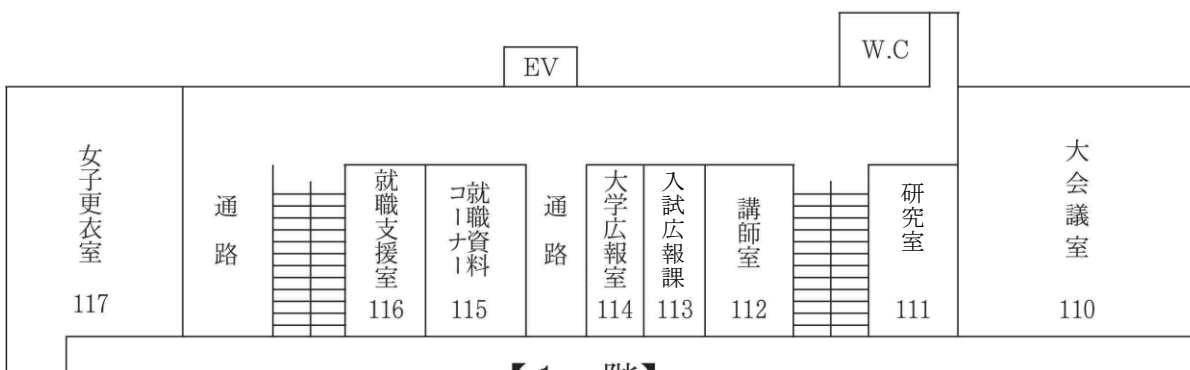 EV
W.C
女子更衣室
117
通路
就職支援室
116
就職資料
コーナー
115
通路
大学広報室
114
入試広報課
113
講師室
112
研究室
111
大会議室
110